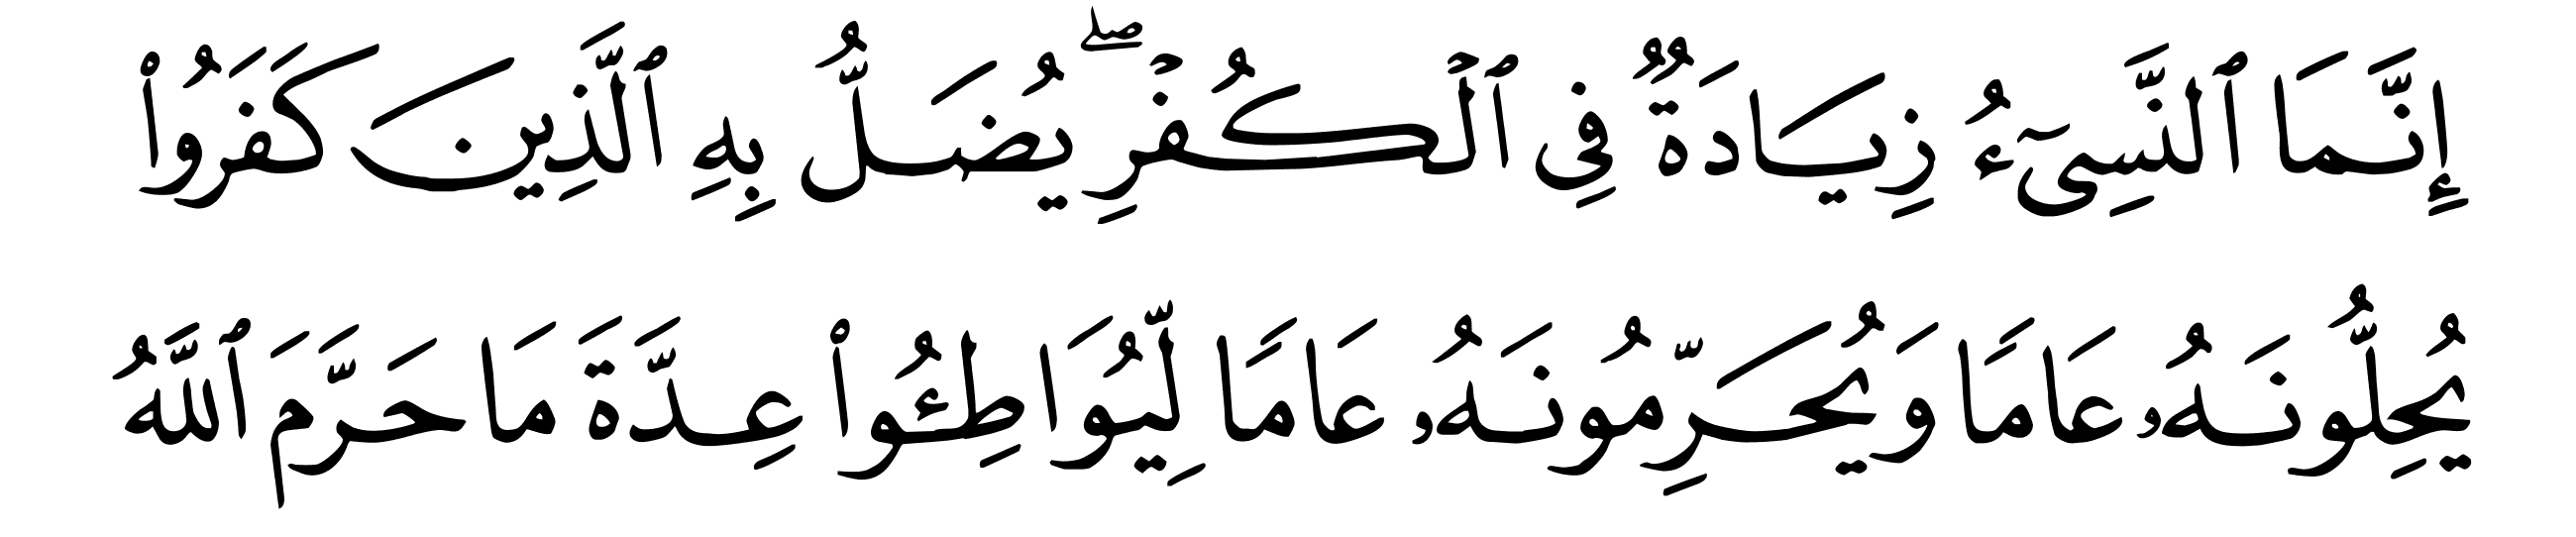 إِنَّمَا ٱلنَّسِىٓءُ زِيَادَةٌ فِى ٱلْكُفْرِ ۖ يُضَلُّ بِهِ ٱلَّذِينَ كَفَرُوا۟
يُحِلُّونَهُۥ عَامًا وَيُحَرِّمُونَهُۥ عَامًا لِّيُوَاطِـُٔوا۟ عِدَّةَ مَا حَرَّمَ ٱللَّهُ